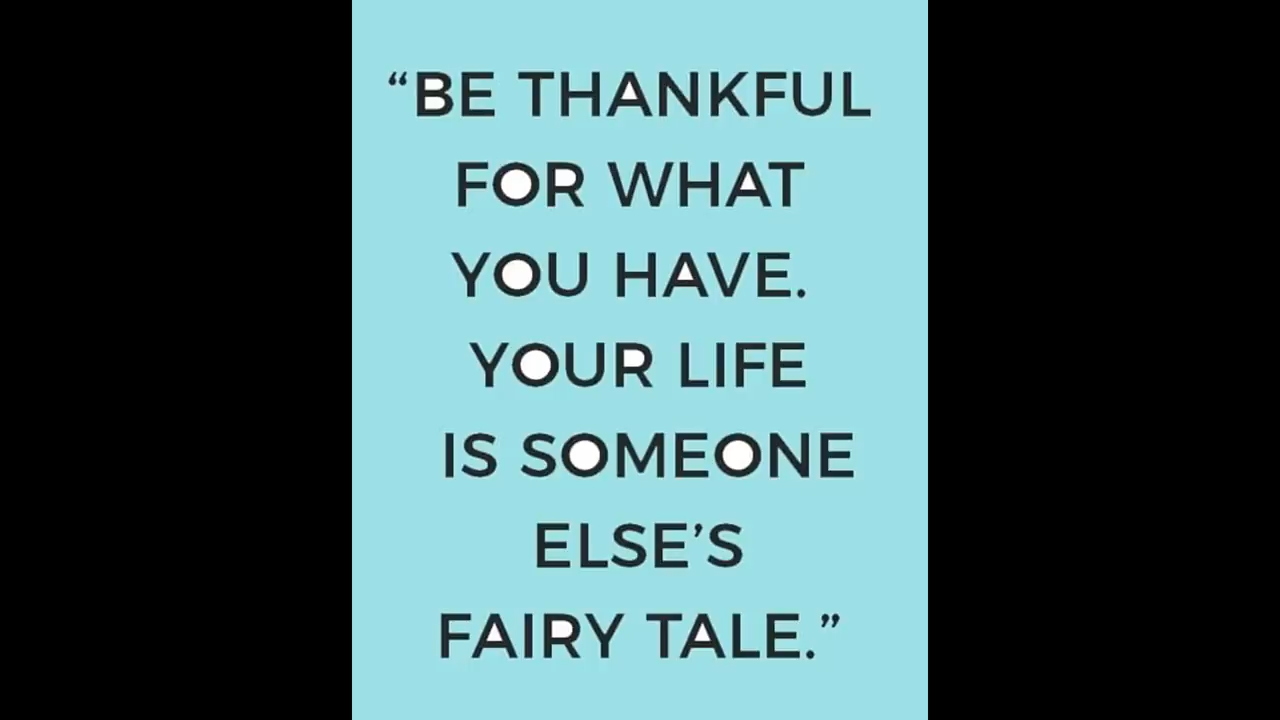 “BE THANKFUL
FOR WHAT
YOU HAVE.
YOUR LIFE
IS SOMEONE
ELSE’S
FAIRY TALE.”